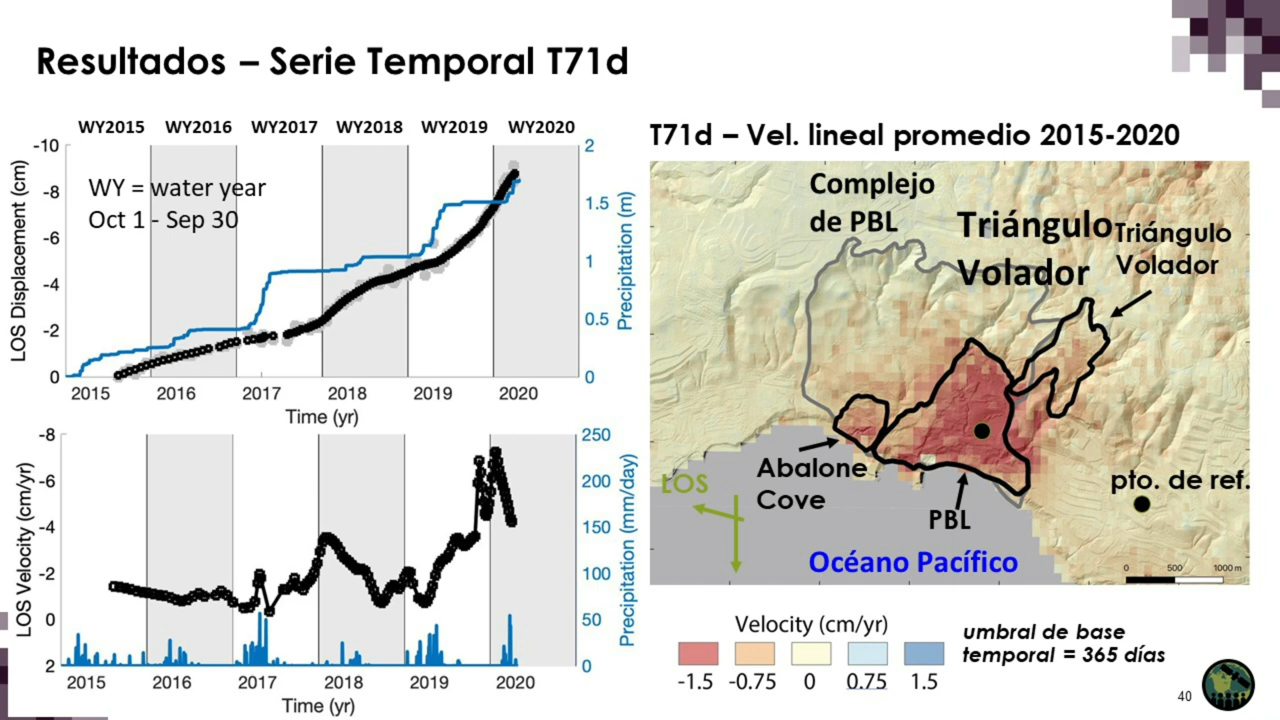 Resultados – Serie Temporal T71d
WY2015 WY2016 WY2017 WY2018 WY2019 WY2020
-10
-8
-6
-4
-2
0
LOS Displacement (cm)
WY = water year
Oct 1 - Sep 30
2
1.5
1
0.5
0
Precipitation (m)
2015 2016 2017 2018 2019 2020
Time (yr)
-8
-6
-4
-2
0
2
LOS Velocity (cm/yr)
250
200
150
100
50
0
Precipitation (mm/day)
2015 2016 2017 2018 2019 2020
Time (yr)
T71d – Vel. lineal promedio 2015-2020
Complejo
de PBL
Triángulo
Volador
Triángulo
Volador
Abalone
Cove
LOS
PBL
pto. de ref.
Océano Pacífico
0 500 1000 m
Velocity (cm/yr)
-1.5 -0.75 0 0.75 1.5
umbral de base
temporal = 365 días
40